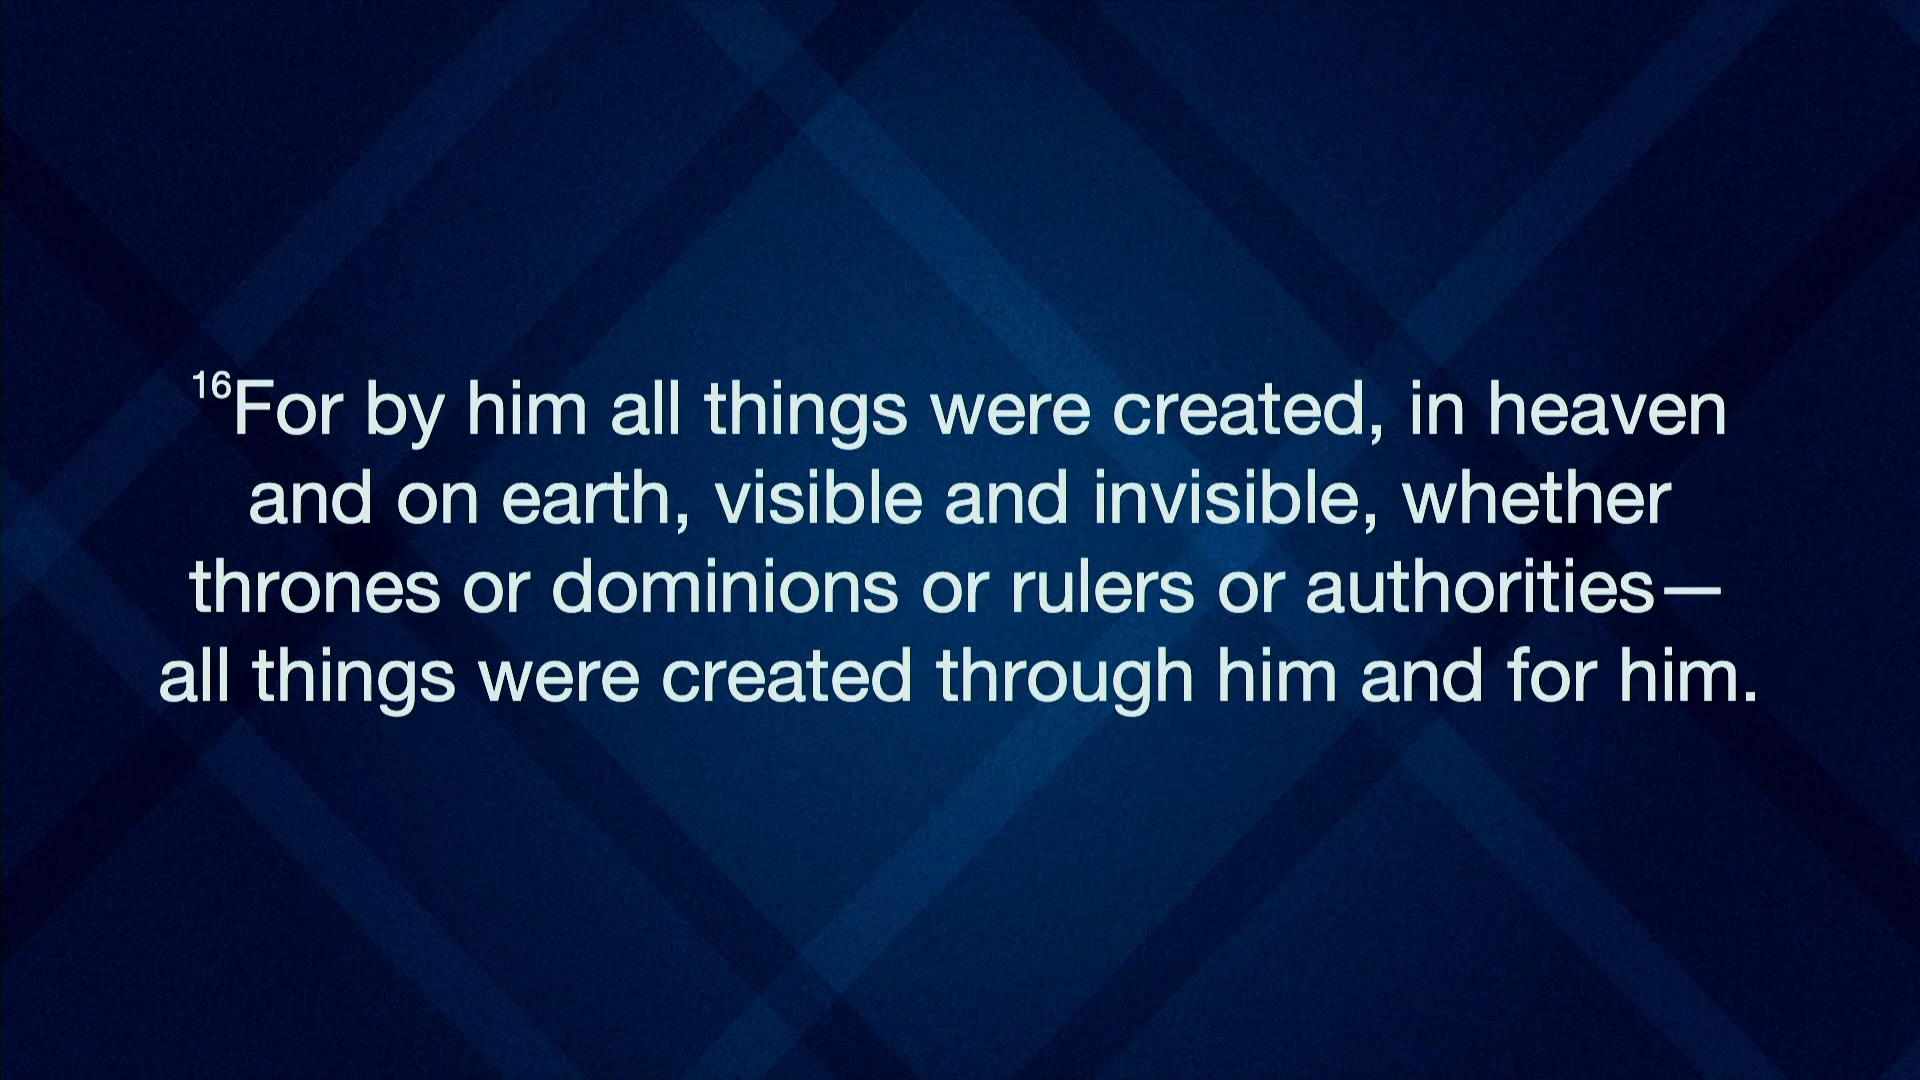 16For by him all things were created, in heaven
and on earth, visible and invisible, whether
thrones or dominions or rulers or authorities—
all things were created through him and for him.